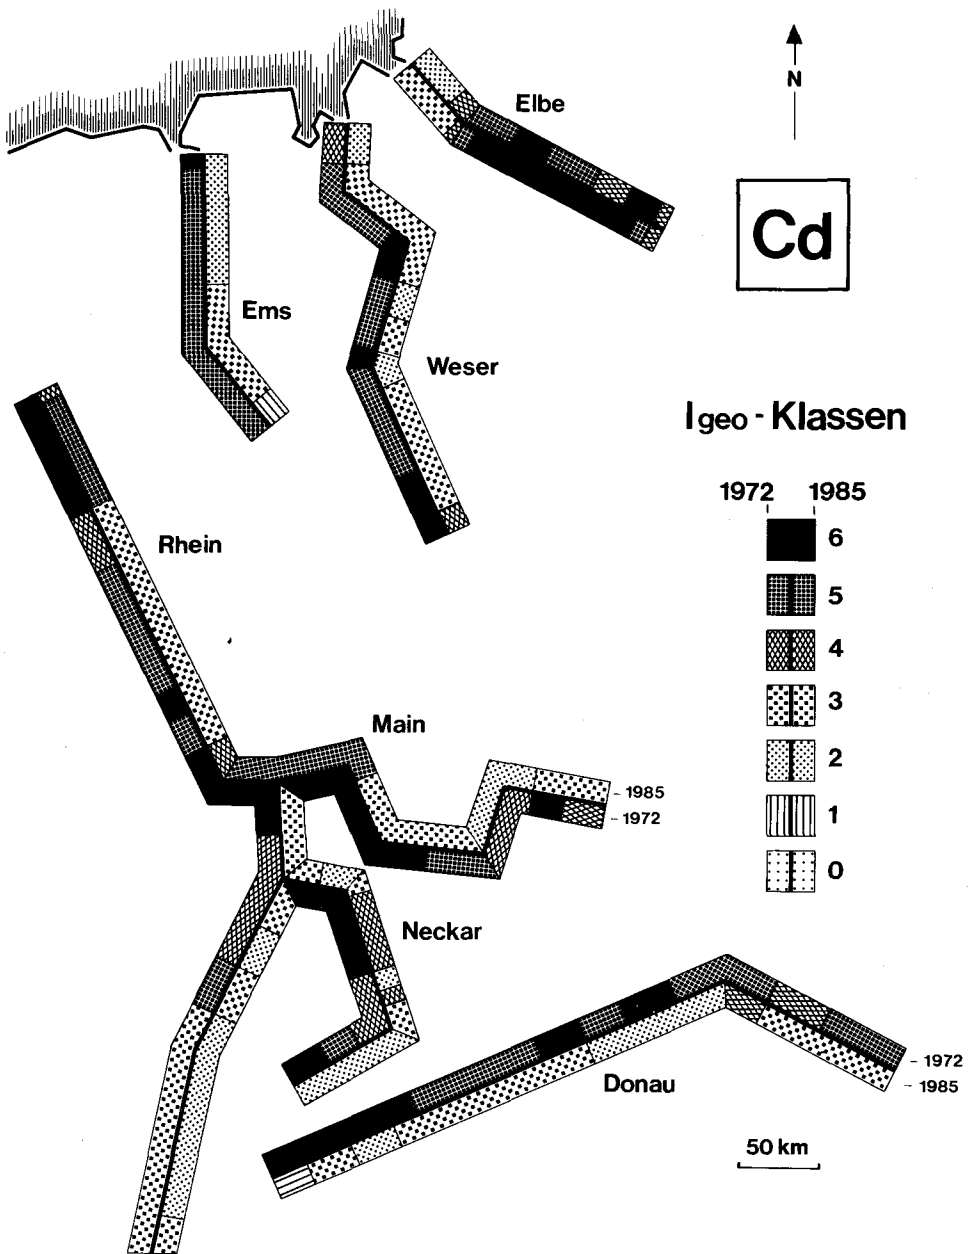 Elbe
N
Cd
Ems
Weser
Igeo - Klassen
1972 1985
6
5
4
3
2
1
0
Rhein
Main
1985
1972
Neckar
Donau
1972
1985
50 km